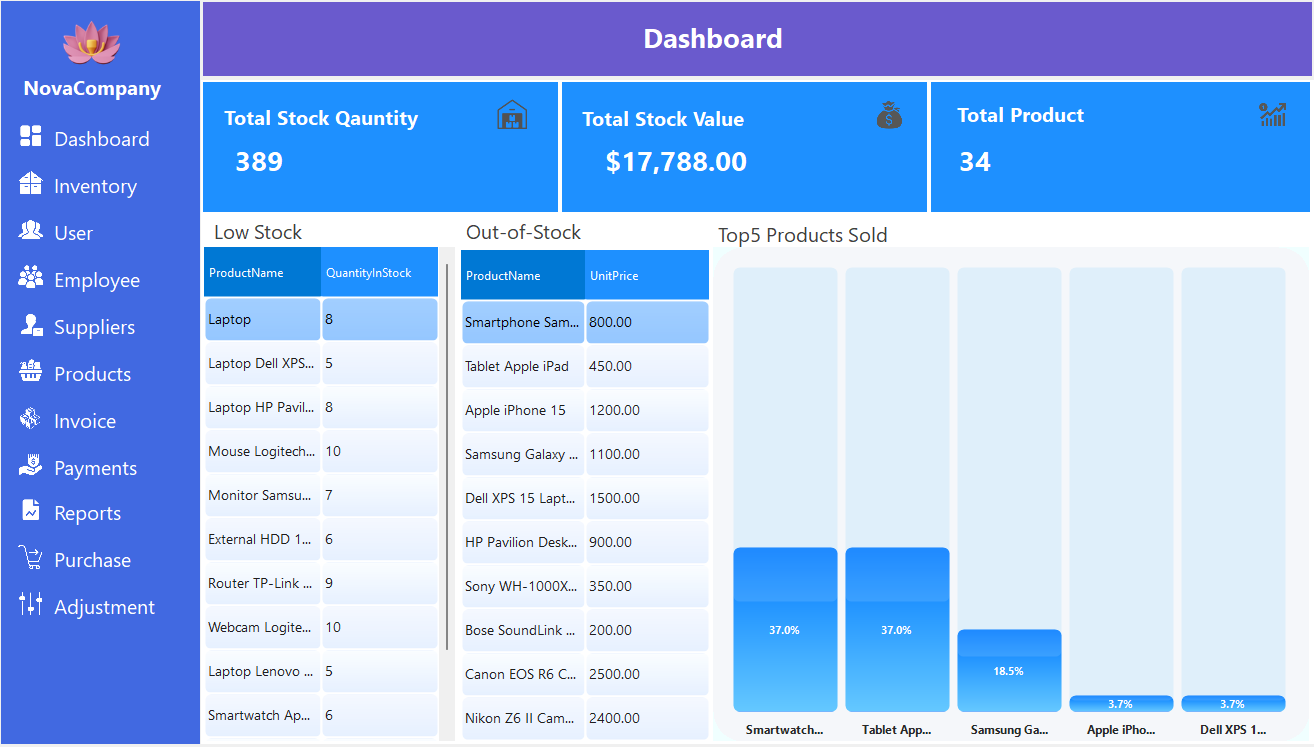 NovaCompany
Dashboard
Inventory
User
Employee
Suppliers
Products
Invoice
Payments
Reports
Purchase
Adjustment
Dashboard
Total Stock Qauntity
389
Total Stock Value
$17,788.00
Total Product
34
Low Stock
ProductName QuantityInStock
Laptop 8
Laptop Dell XPS... 5
Laptop HP Pavil... 8
Mouse Logitech... 10
Monitor Samsu... 7
External HDD 1... 6
Router TP-Link ... 9
Webcam Logite... 10
Laptop Lenovo ... 5
Smartwatch Ap... 6
Out-of-Stock
ProductName UnitPrice
Smartphone Sam... 800.00
Tablet Apple iPad 450.00
Apple iPhone 15 1200.00
Samsung Galaxy ... 1100.00
Dell XPS 15 Lapt... 1500.00
HP Pavilion Desk... 900.00
Sony WH-1000X... 350.00
Bose SoundLink ... 200.00
Canon EOS R6 C... 2500.00
Nikon Z6 II Cam... 2400.00
Top5 Products Sold
37.0% 37.0% 18.5% 3.7% 3.7%
Smartwatch... Tablet App... Samsung Ga... Apple iPho... Dell XPS 1...